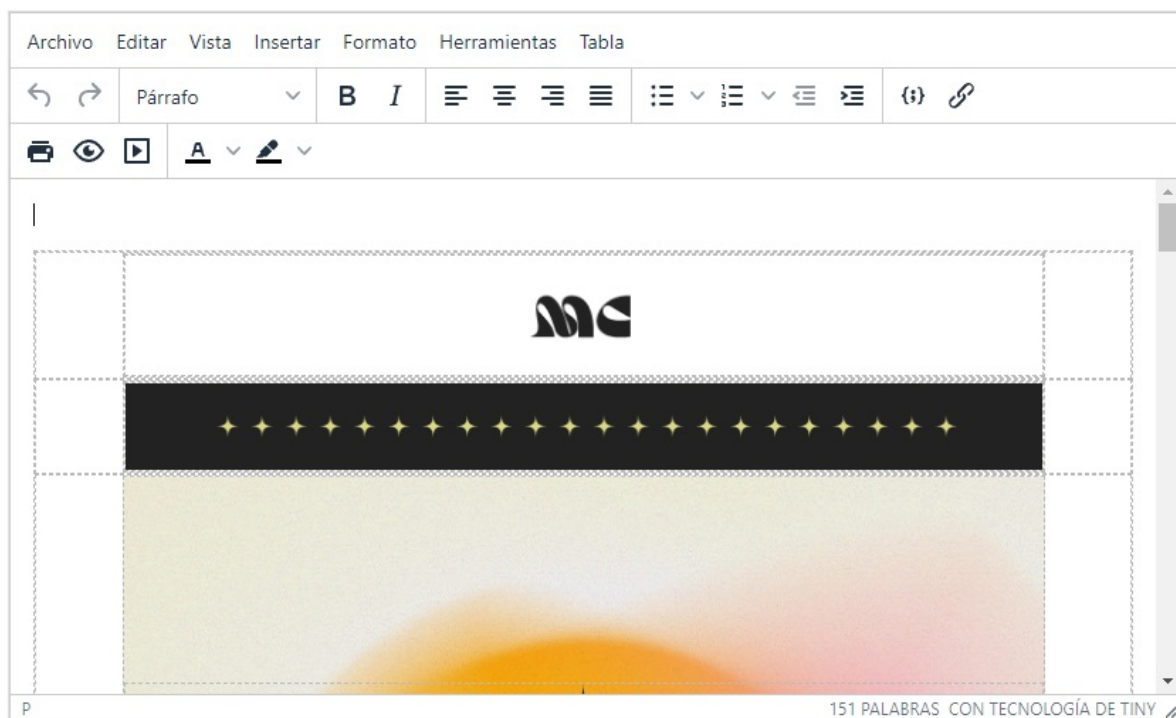 Archivo Editar Vista Insertar Formato Herramientas Tabla
Párrafo B I
A
MC
P 151 PALABRAS CON TECNOLOGÍA DE TINY